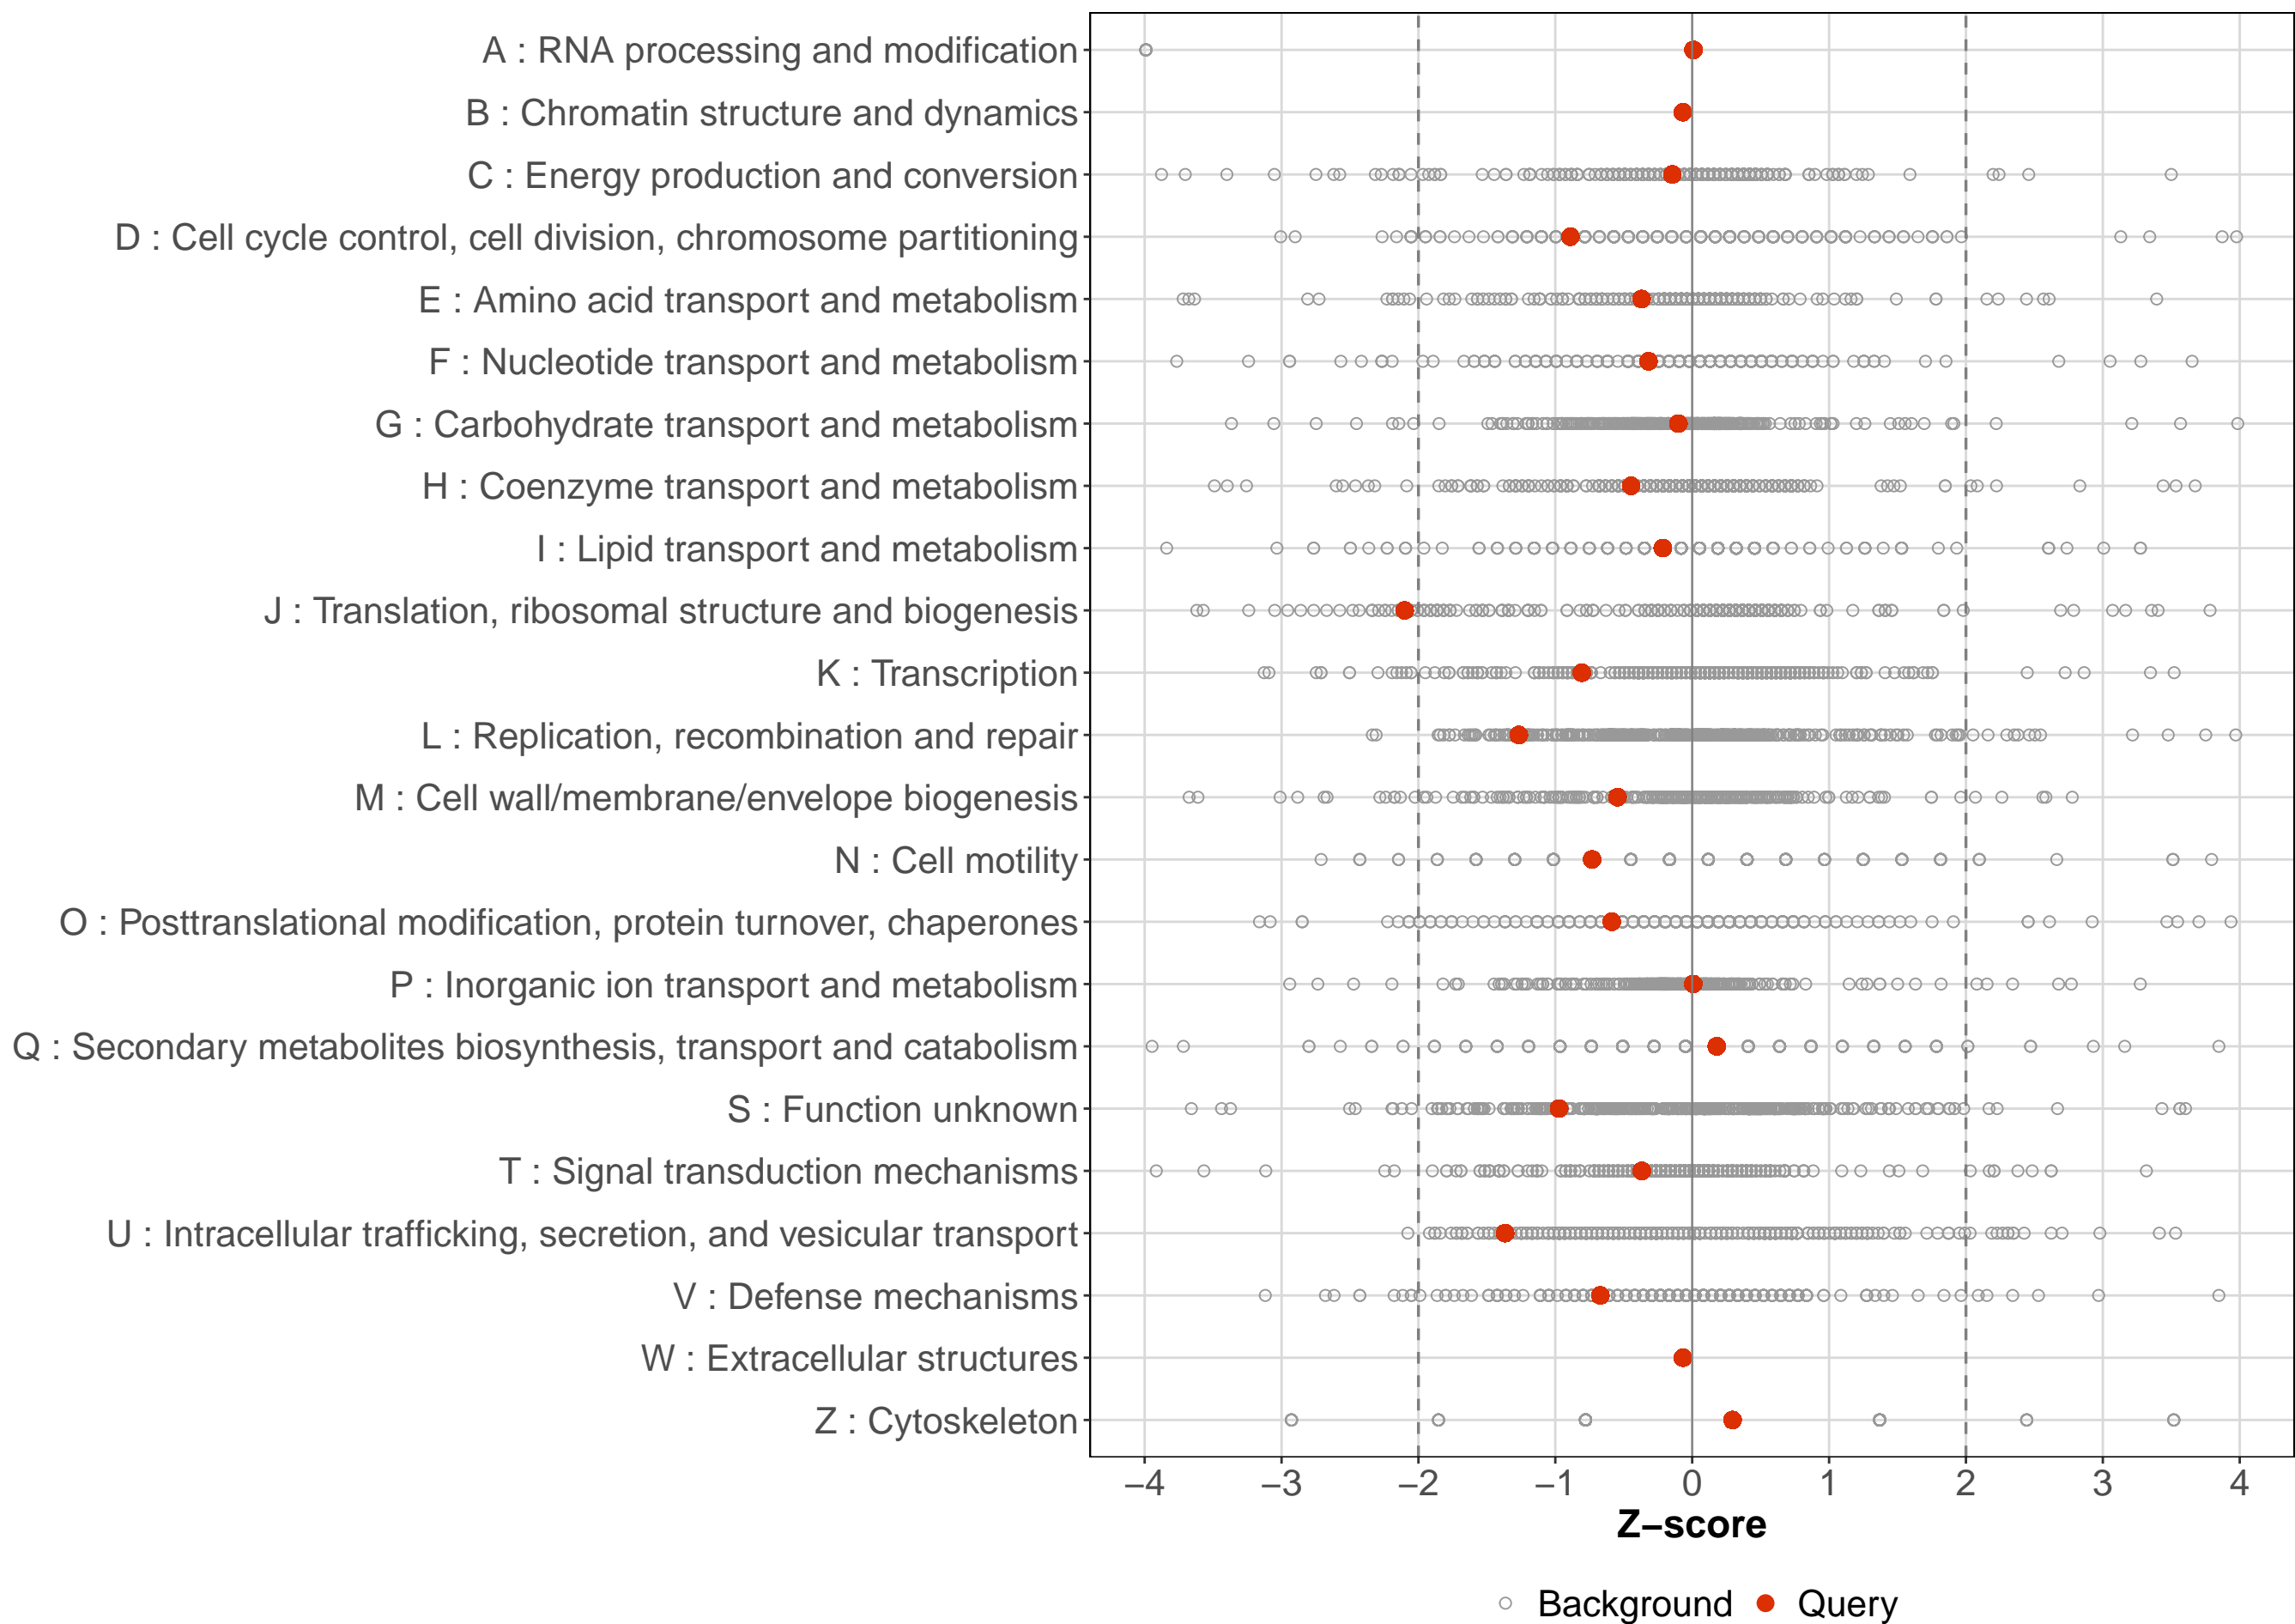 A : RNA processing and modification
B : Chromatin structure and dynamics
C : Energy production and conversion
D : Cell cycle control, cell division, chromosome partitioning
E : Amino acid transport and metabolism
F : Nucleotide transport and metabolism
G : Carbohydrate transport and metabolism
H : Coenzyme transport and metabolism
I : Lipid transport and metabolism
J : Translation, ribosomal structure and biogenesis
K : Transcription
L : Replication, recombination and repair
M : Cell wall/membrane/envelope biogenesis
N : Cell motility
O : Posttranslational modification, protein turnover, chaperones
P : Inorganic ion transport and metabolism
Q : Secondary metabolites biosynthesis, transport and catabolism
S : Function unknown
T : Signal transduction mechanisms
U : Intracellular trafficking, secretion, and vesicular transport
V : Defense mechanisms
W : Extracellular structures
Z : Cytoskeleton
−4 −3 −2 −1 0 1 2 3 4
Z−score
Background Query